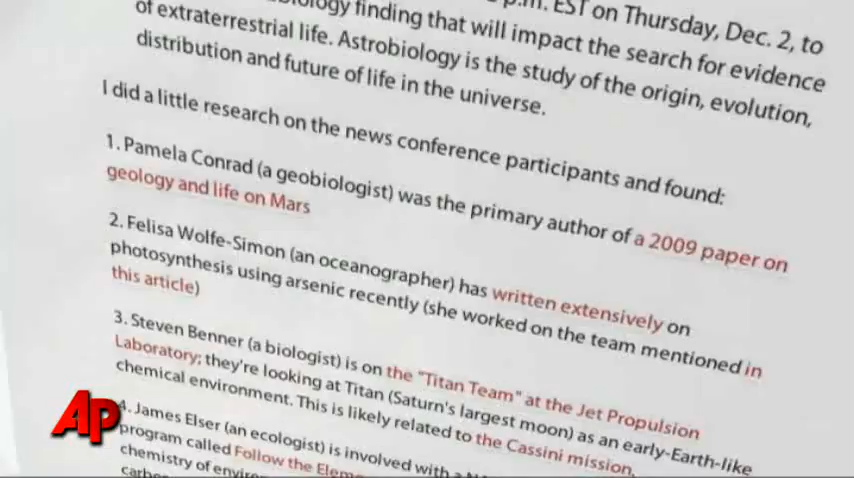 p.m. EST on Thursday, Dec. 2, to
finding that will impact the search for evidence
of extraterrestrial life. Astrobiology is the study of the origin, evolution,
distribution and future of life in the universe.
I did a little research on the news conference participants and found:
1. Pamela Conrad (a geobiologist) was the primary author of a 2009 paper on
geology and life on Mars
2. Felisa Wolfe-Simon (an oceanographer) has written extensively on
photosynthesis using arsenic recently (she worked on the team mentioned in
this article)
3. Steven Benner (a biologist) is on the "Titan Team" at the Jet Propulsion
Laboratory; they're looking at Titan (Saturn's largest moon) as an early-Earth-like
chemical environment. This is likely related to the Cassini mission.
4. James Elser (an ecologist) is involved with a
program called Follow the
chemistry of
AP